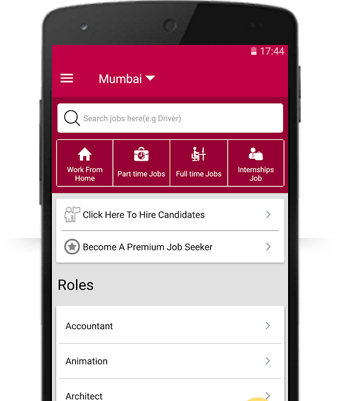 17:44
Mumbai
Search jobs here(e.g Driver)
Work From
Home
Part time Jobs
Full time Jobs
Internships
Job
Click Here To Hire Candidates
Become A Premium Job Seeker
Roles
Accountant
Animation
Architect